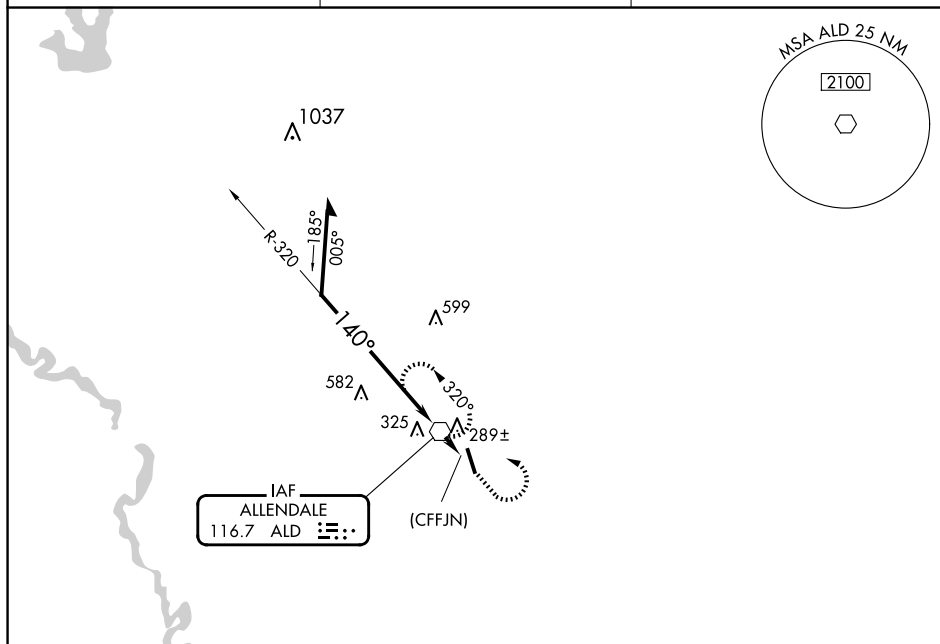 MSA ALD 25 NM
2100
1037
R-320
185°
005°
140°
599
582
320°
325
289±
IAF
ALLENDALE
116.7 ALD
(CFFJN)